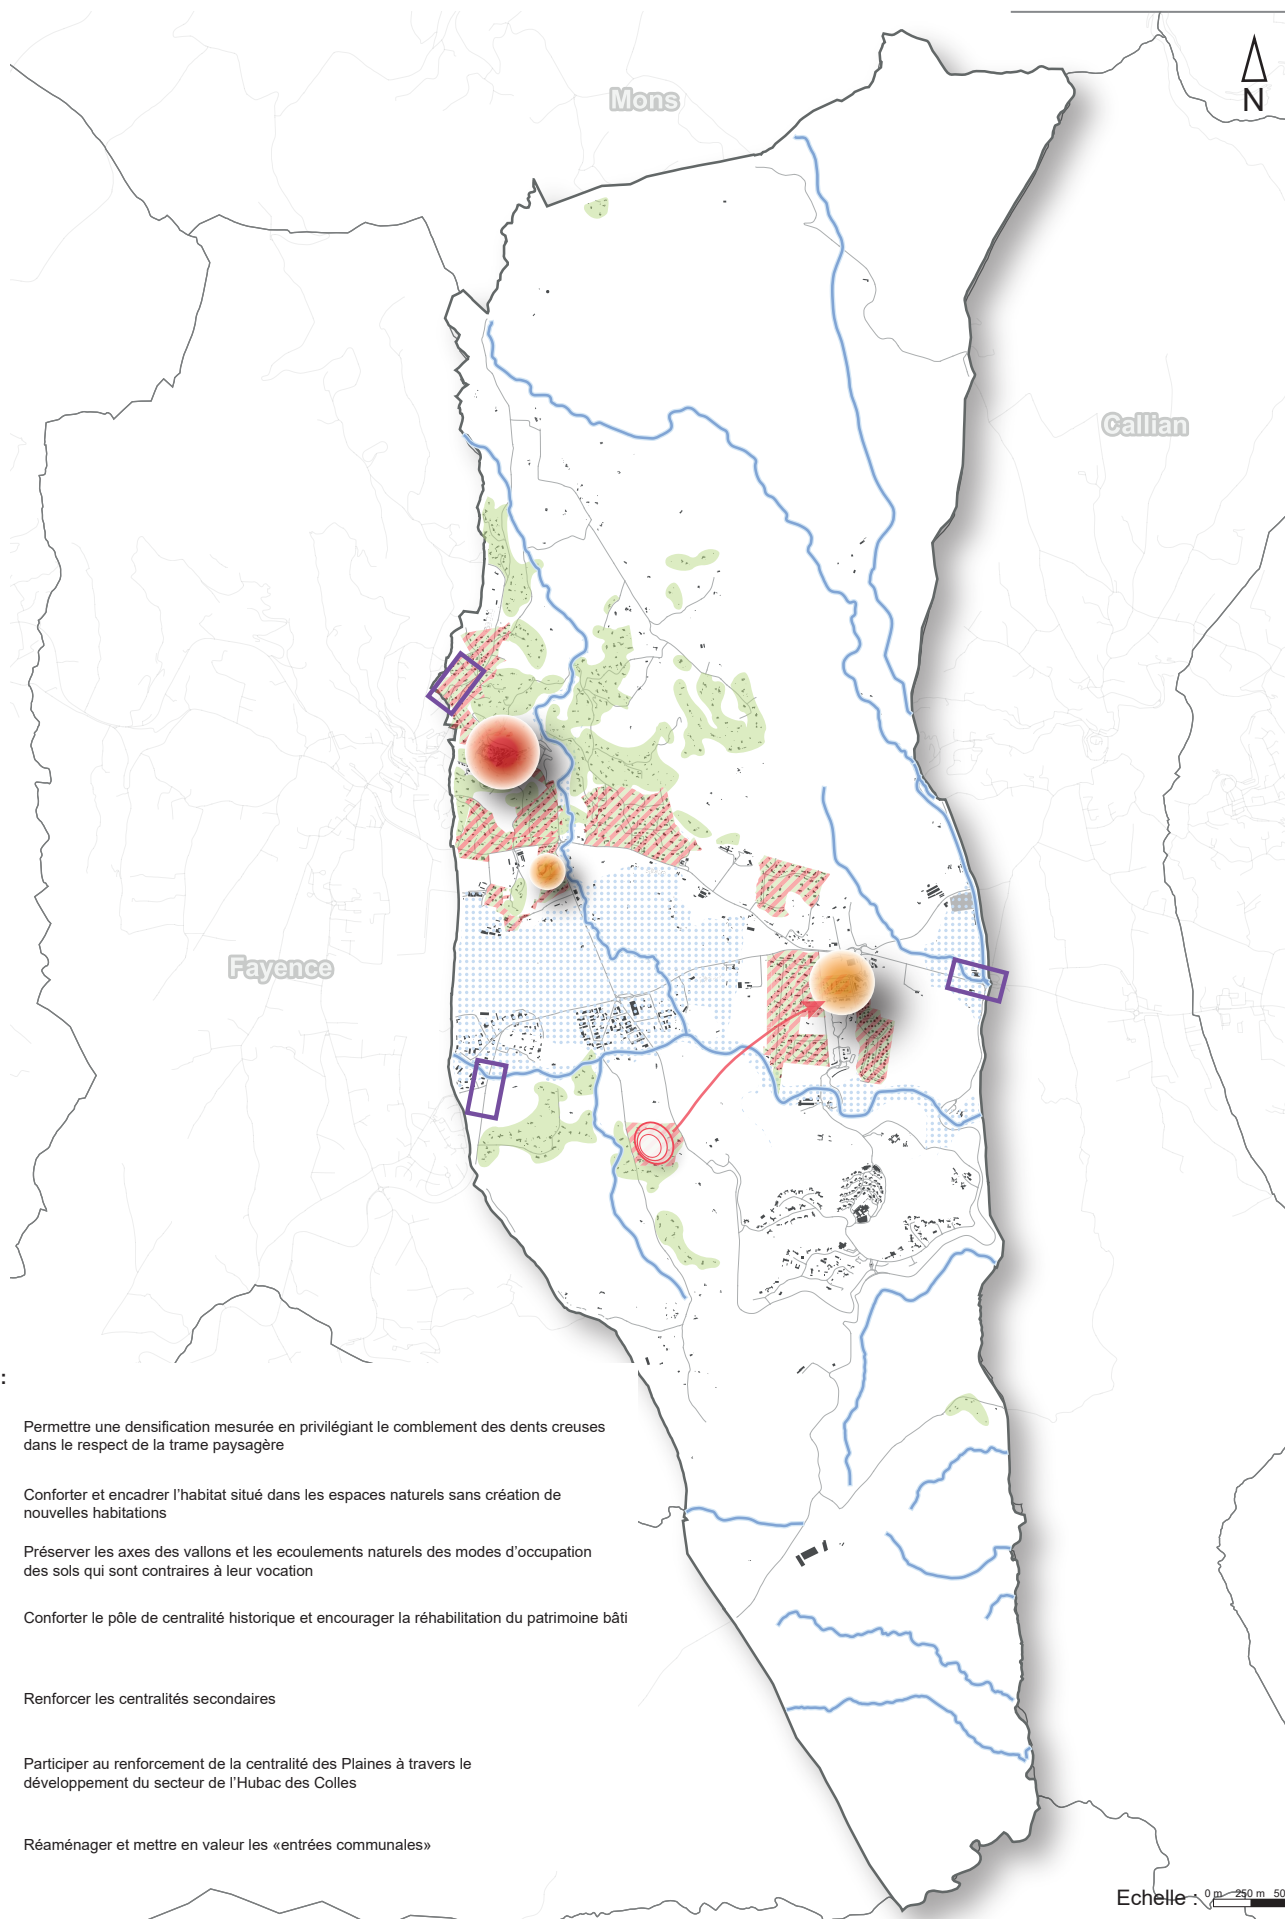 N
Mons
Callian
Fayence
:
Permettre une densification mesurée en privilégiant le comblement des dents creuses
dans le respect de la trame paysagère
Conforter et encadrer l'habitat situé dans les espaces naturels sans création de
nouvelles habitations
Préserver les axes des vallons et les ecoulements naturels des modes d'occupation
des sols qui sont contraires à leur vocation
Conforter le pôle de centralité historique et encourager la réhabilitation du patrimoine bâti
Renforcer les centralités secondaires
Participer au renforcement de la centralité des Plaines à travers le
développement du secteur de l'Hubac des Colles
Réaménager et mettre en valeur les «entrées communales»
Echelle : 0 m 250 m 50